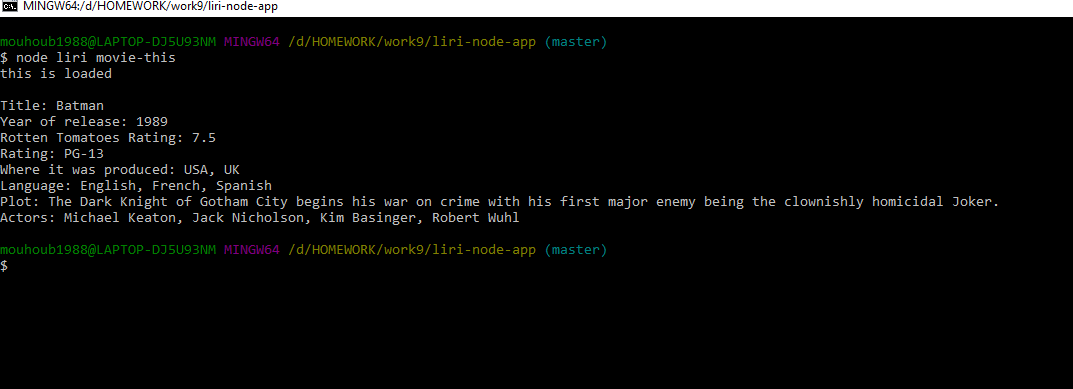 MINGW64:/d/HOMEWORK/work9/liri-node-app
mouhoub1988@LAPTOP-DJ5U93NM MINGW64 /d/HOMEWORK/work9/liri-node-app (master)
$ node liri movie-this
this is loaded
Title: Batman
Year of release: 1989
Rotten Tomatoes Rating: 7.5
Rating: PG-13
Where it was produced: USA, UK
Language: English, French, Spanish
Plot: The Dark Knight of Gotham City begins his war on crime with his first major enemy being the clownishly homicidal Joker.
Actors: Michael Keaton, Jack Nicholson, Kim Basinger, Robert Wuhl
mouhoub1988@LAPTOP-DJ5U93NM MINGW64 /d/HOMEWORK/work9/liri-node-app (master)
$